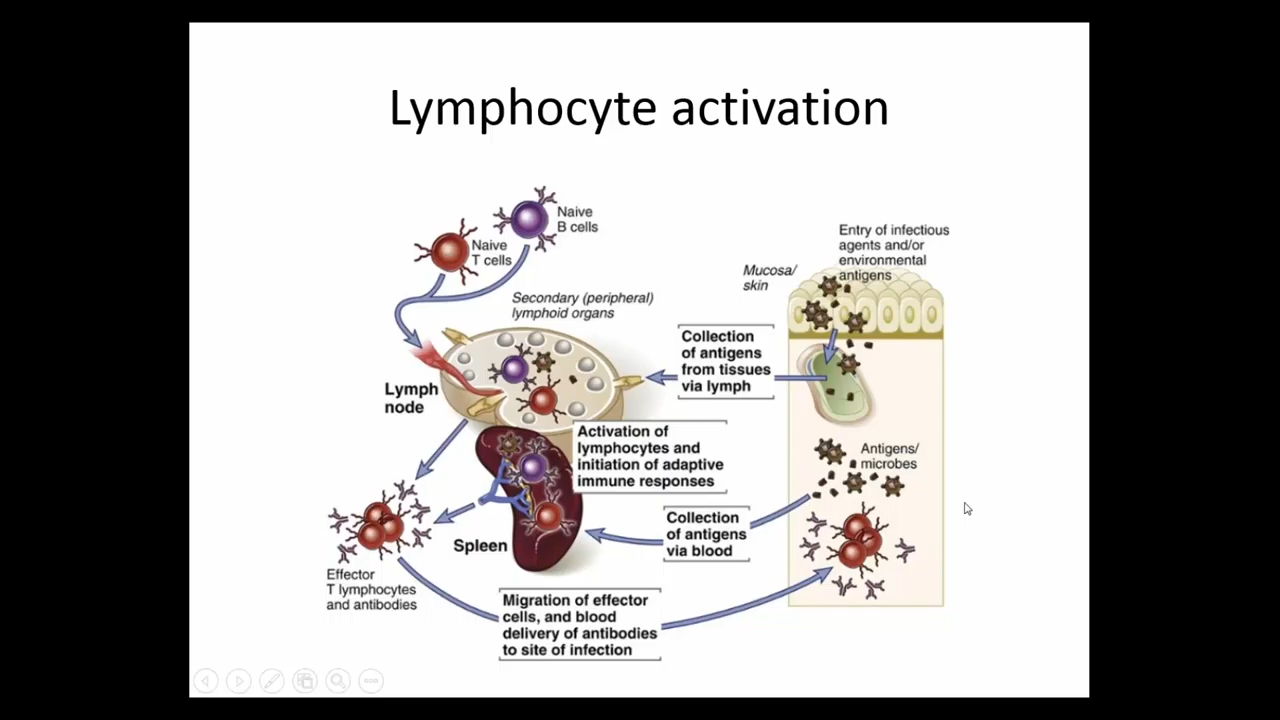 Lymphocyte activation
Naive
B cells
Naive
T cells
Secondary (peripheral)
lymphoid organs
Mucosa/
skin
Entry of infectious
agents and/or
environmental
antigens
Collection
of antigens
from tissues
via lymph
Lymph
node
Activation of
lymphocytes and
initiation of adaptive
immune responses
Antigens/
microbes
Collection
of antigens
via blood
Spleen
Effector
T lymphocytes
and antibodies
Migration of effector
cells, and blood
delivery of antibodies
to site of infection